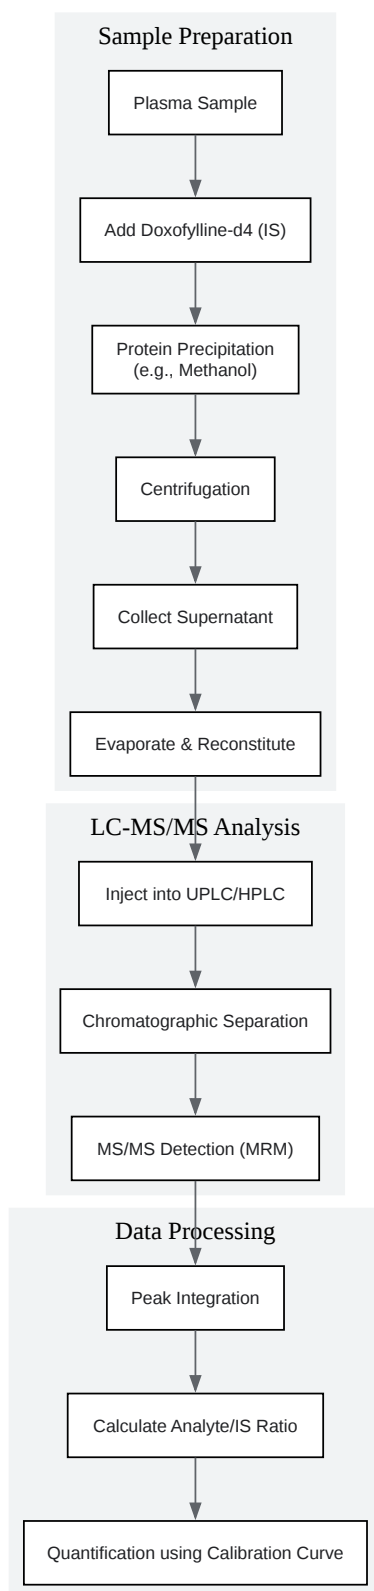 Sample Preparation
Plasma Sample
Add Doxofylline-d4 (IS)
Protein Precipitation
(e.g., Methanol)
Centrifugation
Collect Supernatant
Evaporate & Reconstitute
LC-MS/MS Analysis
Inject into UPLC/HPLC
Chromatographic Separation
MS/MS Detection (MRM)
Data Processing
Peak Integration
Calculate Analyte/IS Ratio
Quantification using Calibration Curve